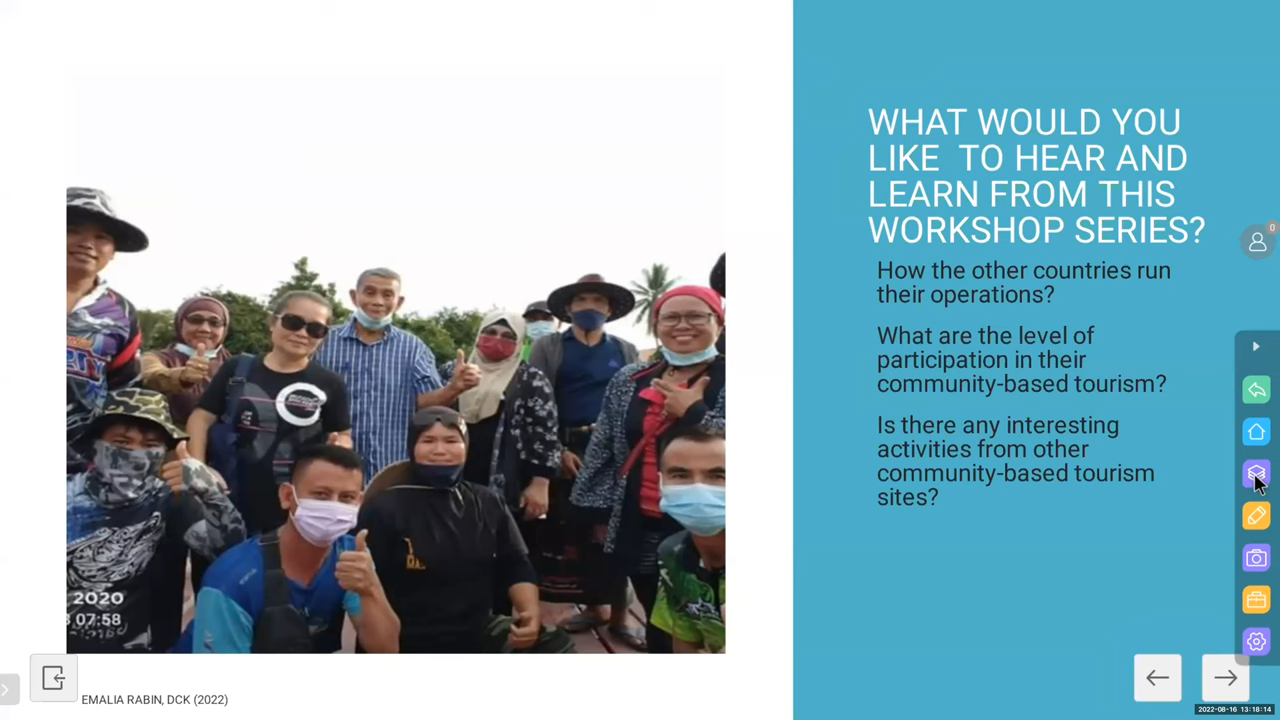 WHAT WOULD YOU
LIKE TO HEAR AND
LEARN FROM THIS
WORKSHOP SERIES?
How the other countries run
their operations?
What are the level of
participation in their
community-based tourism?
Is there any interesting
activities from other
community-based tourism
sites?
0
2020
07:58
EMALIA RABIN, DCK (2022)
2022-08-16 13:18:14